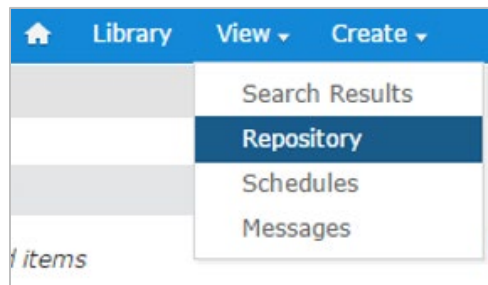 Library View Create
Search Results
Repository
Schedules
Messages
items